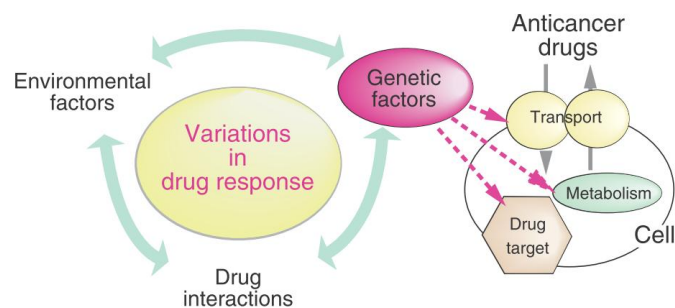 Environmental
factors
Variations
in
drug response
Drug
interactions
Genetic
factors
Anticancer
drugs
Transport
Metabolism
Drug
target
Cell